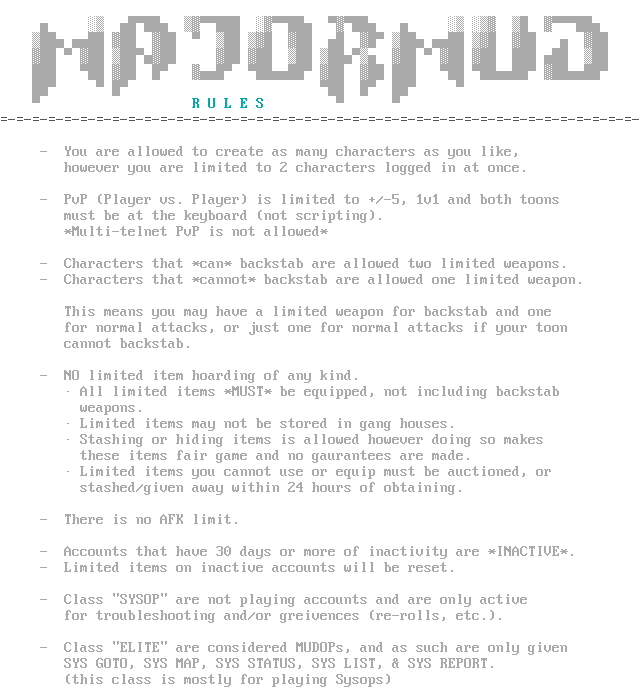 MAJORMUD
RULES
- You are allowed to create as many characters as you like,
however you are limited to 2 characters logged in at once.
- PvP (Player vs. Player) is limited to +/-5, 1v1 and both toons
must be at the keyboard (not scripting).
*Multi-telnet PvP is not allowed*
- Characters that *can* backstab are allowed two limited weapons.
- Characters that *cannot* backstab are allowed one limited weapon.
This means you may have a limited weapon for backstab and one
for normal attacks, or just one for normal attacks if your toon
cannot backstab.
- NO limited item hoarding of any kind.
· All limited items *MUST* be equipped, not including backstab
weapons.
· Limited items may not be stored in gang houses.
· Stashing or hiding items is allowed however doing so makes
these items fair game and no gaurantees are made.
· Limited items you cannot use or equip must be auctioned, or
stashed/given away within 24 hours of obtaining.
- There is no AFK limit.
- Accounts that have 30 days or more of inactivity are *INACTIVE*.
- Limited items on inactive accounts will be reset.
- Class "SYSOP" are not playing accounts and are only active
for troubleshooting and/or greivences (re-rolls, etc.).
- Class "ELITE" are considered MUDOPs, and as such are only given
SYS GOTO, SYS MAP, SYS STATUS, SYS LIST, & SYS REPORT.
(this class is mostly for playing Sysops)